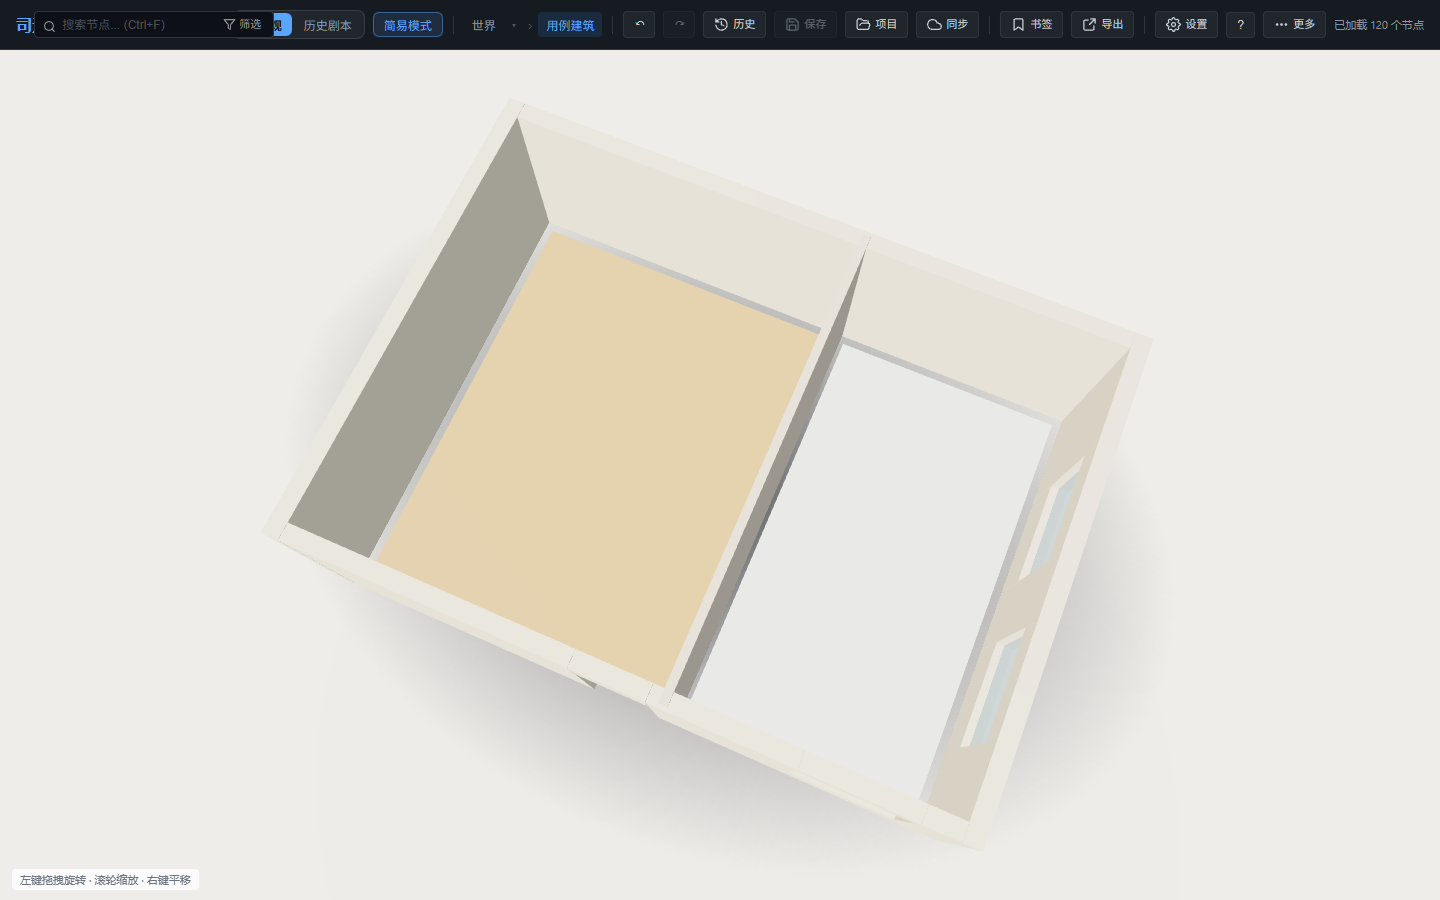 司
搜索节点... (Ctrl+F)
筛选
历史剧本
简易模式
世界
›
用例建筑
历史
保存
项目
同步
书签
导出
设置
?
··· 更多
已加载 120 个节点
左键拖拽旋转 · 滚轮缩放 · 右键平移